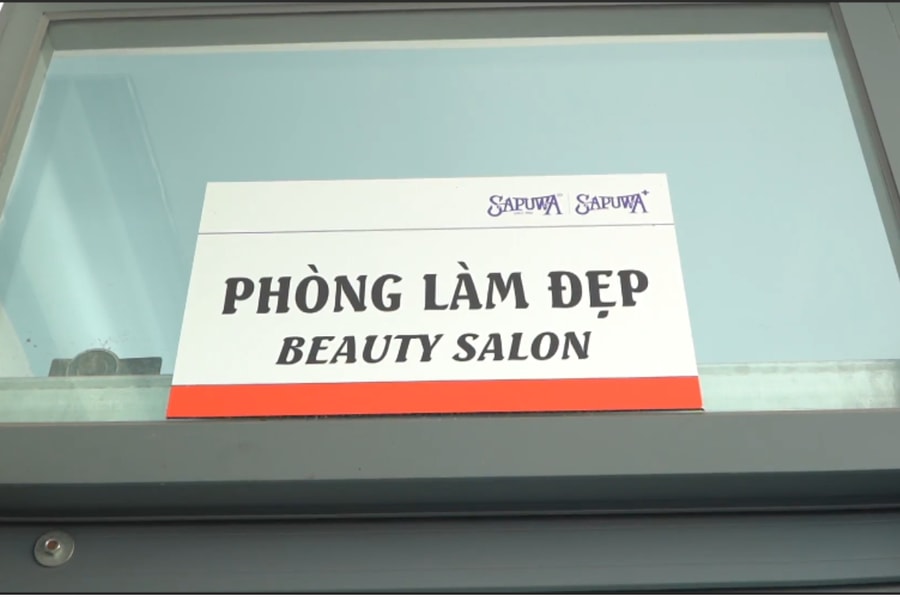 SAPUWA SAPUWA+
PHÒNG LÀM ĐẸP
BEAUTY SALON